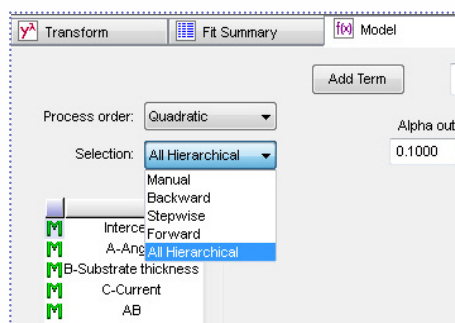 Transform
Fit Summary
f(x) Model
Add Term
Process order: Quadratic
Alpha out
Selection: All Hierarchical
0.1000
Manual
Backward
Stepwise
Forward
All Hierarchical
M Interce
M A-Ang
M B-Substrate thickness
M C-Current
M AB